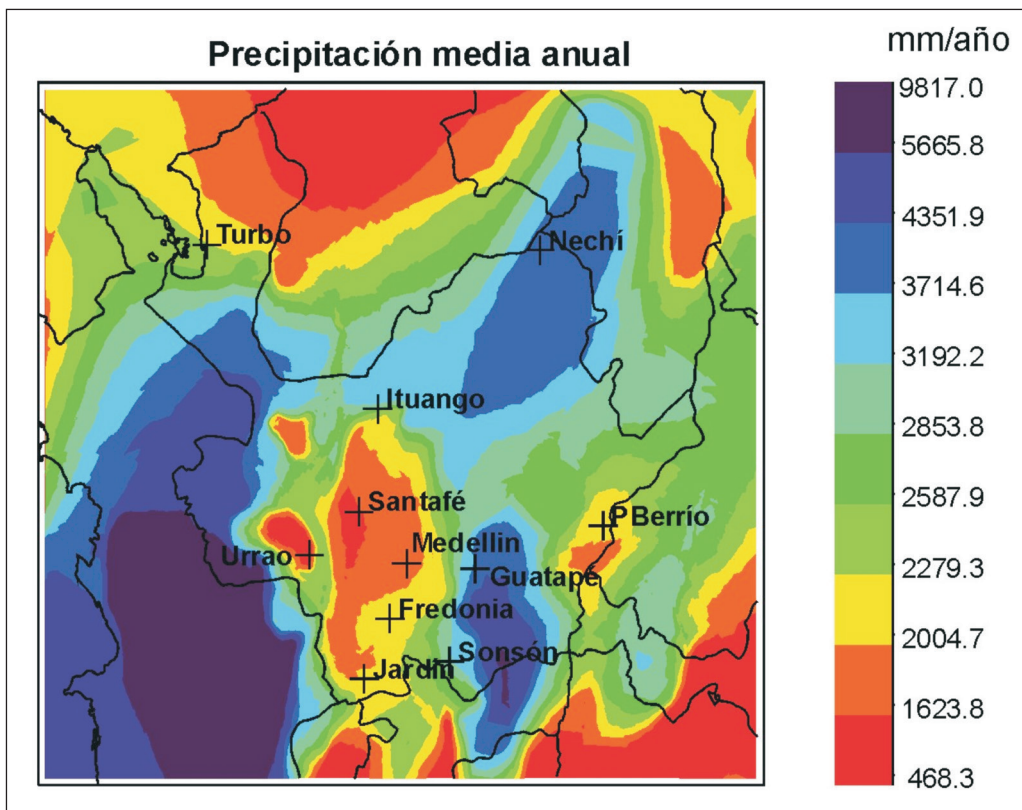 Precipitación media anual
mm/año
9817.0
5665.8
4351.9
3714.6
3192.2
2853.8
2587.9
2279.3
2004.7
1623.8
468.3
Turbo
Nechí
Ituango
Santafé
PBerrío
Urrao
Medellin
Guatapé
Fredonia
Sonsón
Jardín